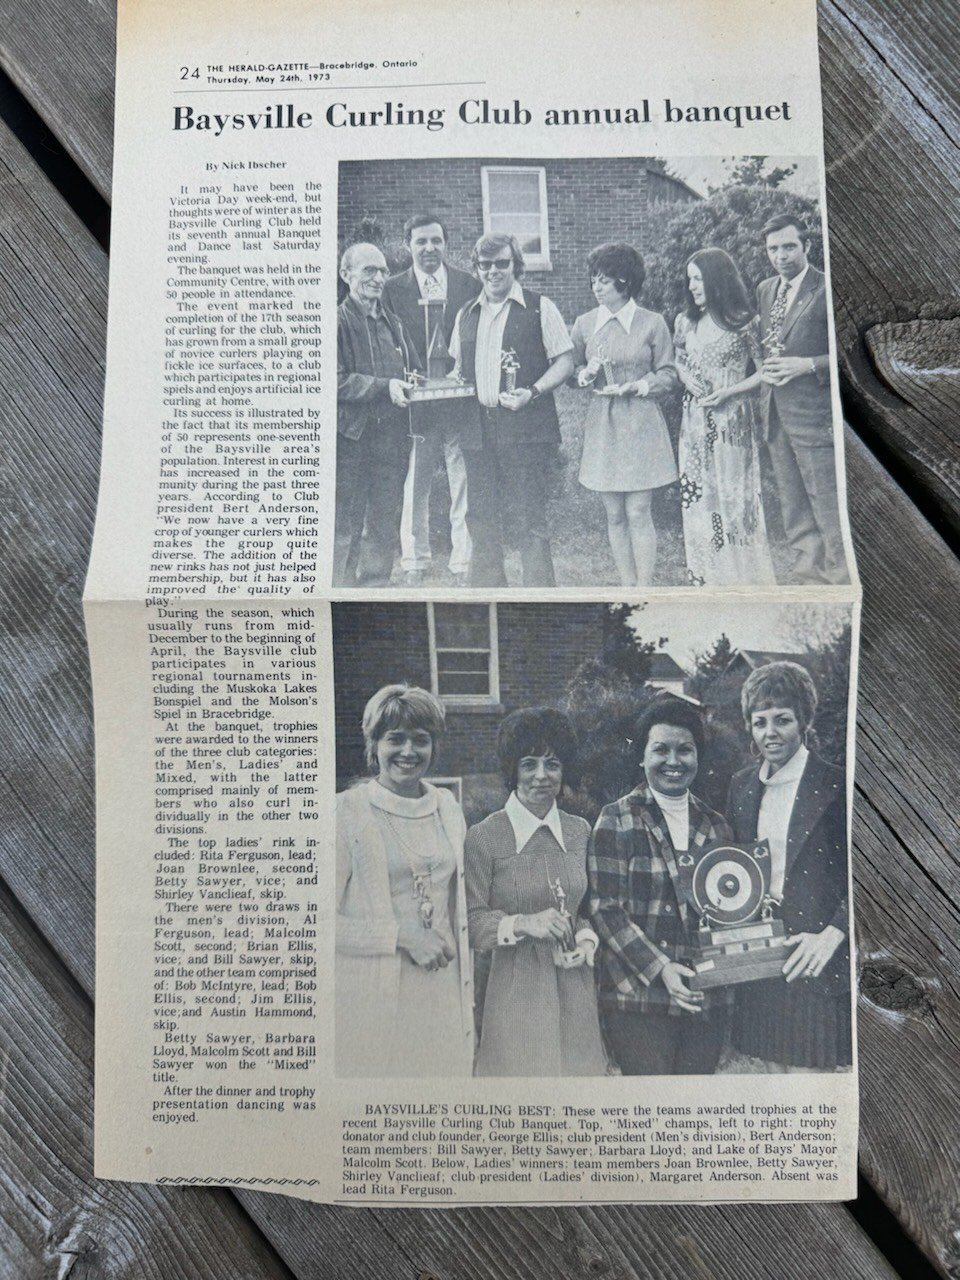 24 THE HERALD-GAZETTE—Bracebridge, Ontario
Thursday, May 24th, 1973
Baysville Curling Club annual banquet
By Nick Ibscher
It may have been the
Victoria Day week-end, but
thoughts were of winter as the
Baysville Curling Club held
its seventh annual Banquet
and Dance last Saturday
evening.
The banquet was held in the
Community Centre, with over
50 people in attendance.
The event marked the
completion of the 17th season
of curling for the club, which
has grown from a small group
of novice curlers playing on
fickle ice surfaces, to a club
which participates in regional
spiels and enjoys artificial ice
curling at home.
Its success is illustrated by
the fact that its membership
of 50 represents one-seventh
of the Baysville area's
population. Interest in curling
has increased in the com-
munity during the past three
years. According to Club
president Bert Anderson,
"We now have a very fine
crop of younger curlers which
makes the group quite
diverse. The addition of the
new rinks has not just helped
membership, but it has also
improved the quality of
play."
During the season, which
usually runs from mid-
December to the beginning of
April, the Baysville club
participates in various
regional tournaments in-
cluding the Muskoka Lakes
Bonspiel and the Molson's
Spiel in Bracebridge.
At the banquet, trophies
were awarded to the winners
of the three club categories:
the Men's, Ladies' and
Mixed, with the latter
comprised mainly of mem-
bers who also curl in-
dividually in the other two
divisions.
The top ladies' rink in-
cluded: Rita Ferguson, lead;
Joan Brownlee, second;
Betty Sawyer, vice; and
Shirley Vanclieaf, skip.
There were two draws in
the men's division, Al
Ferguson, lead; Malcolm
Scott, second; Brian Ellis,
vice; and Bill Sawyer, skip,
and the other team comprised
of: Bob McIntyre, lead; Bob
Ellis, second; Jim Ellis,
vice;and Austin Hammond,
skip.
Betty Sawyer, Barbara
Lloyd, Malcolm Scott and Bill
Sawyer won the "Mixed"
title.
After the dinner and trophy
presentation dancing was
enjoyed.
BAYSVILLE'S CURLING BEST: These were the teams awarded trophies at the
recent Baysville Curling Club Banquet. Top, "Mixed" champs, left to right: trophy
donator and club founder, George Ellis; club president (Men's division), Bert Anderson;
team members: Bill Sawyer, Betty Sawyer; Barbara Lloyd; and Lake of Bays' Mayor
Malcolm Scott. Below, Ladies' winners: team members Joan Brownlee, Betty Sawyer,
Shirley Vanclieaf; club president (Ladies' division), Margaret Anderson. Absent was
lead Rita Ferguson.